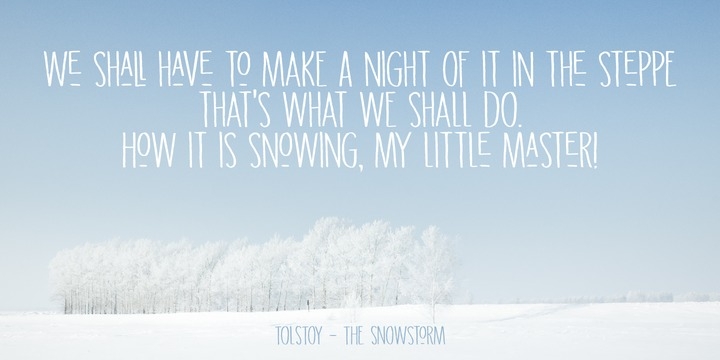 WE SHALL HAVE TO MAKE A NIGHT OF IT IN THE STEPPE
THAT'S WHAT WE SHALL DO.
HOW IT IS SNOWING, MY LITTLE MASTER!
TOLSTOY – THE SNOWSTORM